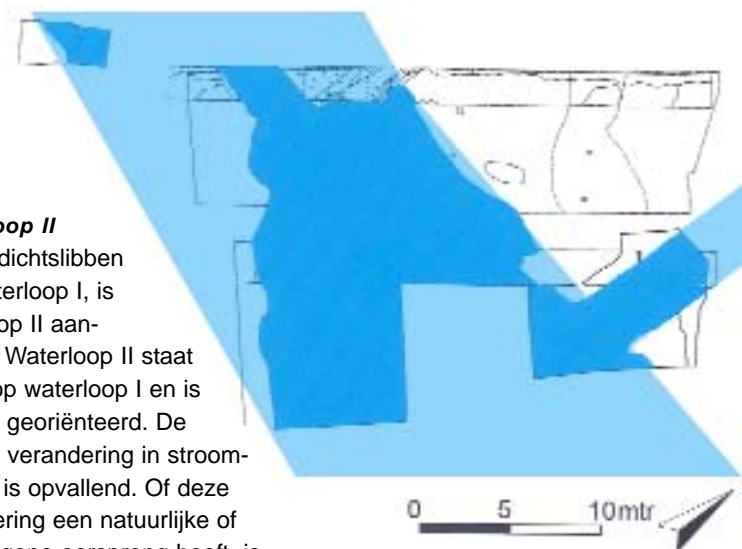 oop II
dichtslibben
terloop I, is
op II aan-
Waterloop II staat
op waterloop I en is
georiënteerd. De
verandering in stroom-
is opvallend. Of deze
ering een natuurlijke of
0 5 10mtr